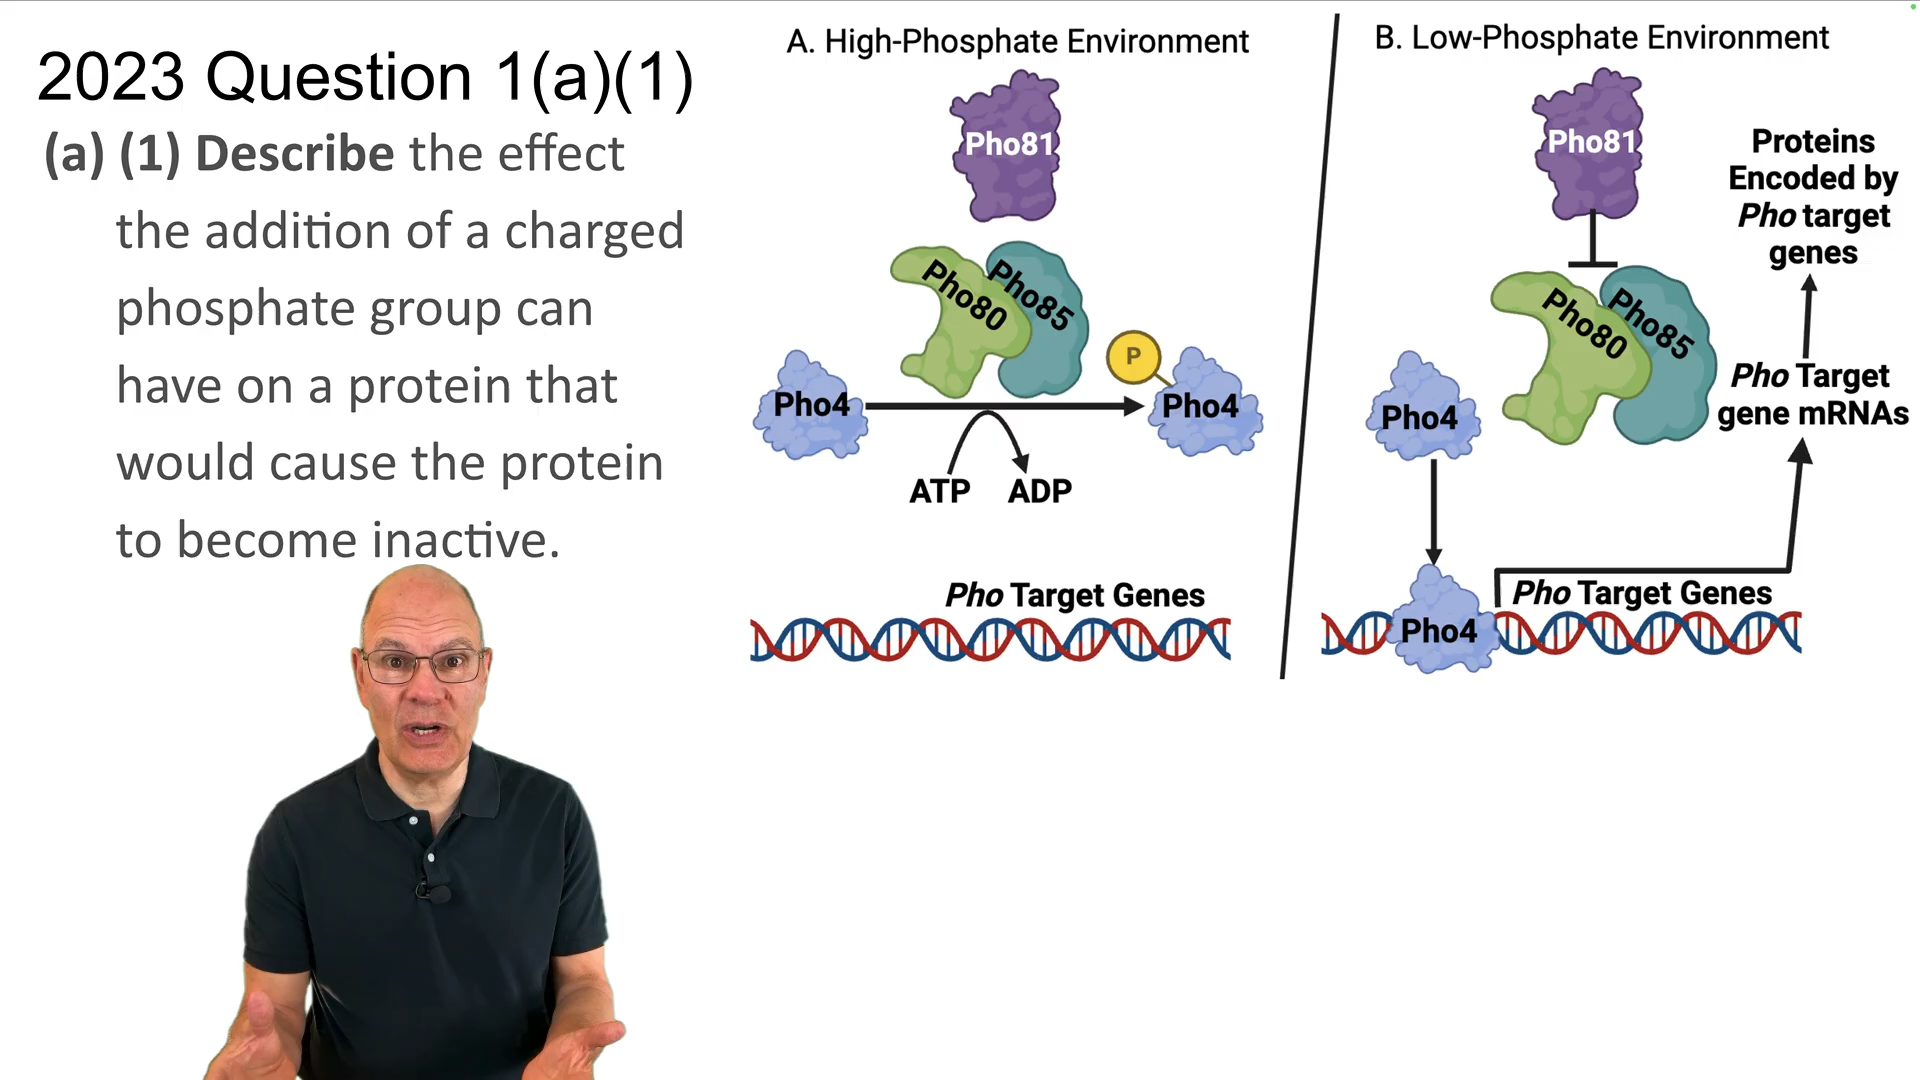 2023 Question 1(a)(1)
(a) (1) Describe the effect
the addition of a charged
phosphate group can
have on a protein that
would cause the protein
to become inactive.
A. High-Phosphate Environment
Pho81
Pho80
Pho85
P
Pho4
Pho4
ATP
ADP
Pho Target Genes
B. Low-Phosphate Environment
Pho81
Proteins
Encoded by
Pho target
genes
Pho80
Pho85
Pho Target
gene mRNAs
Pho4
Pho Target Genes
Pho4